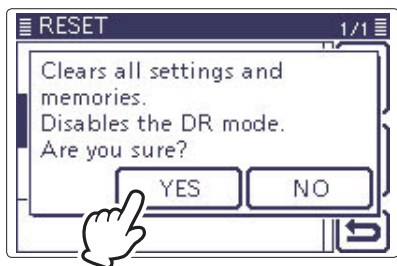 RESET 1/1
Clears all settings and
memories.
Disables the DR mode.
Are you sure?
YES NO